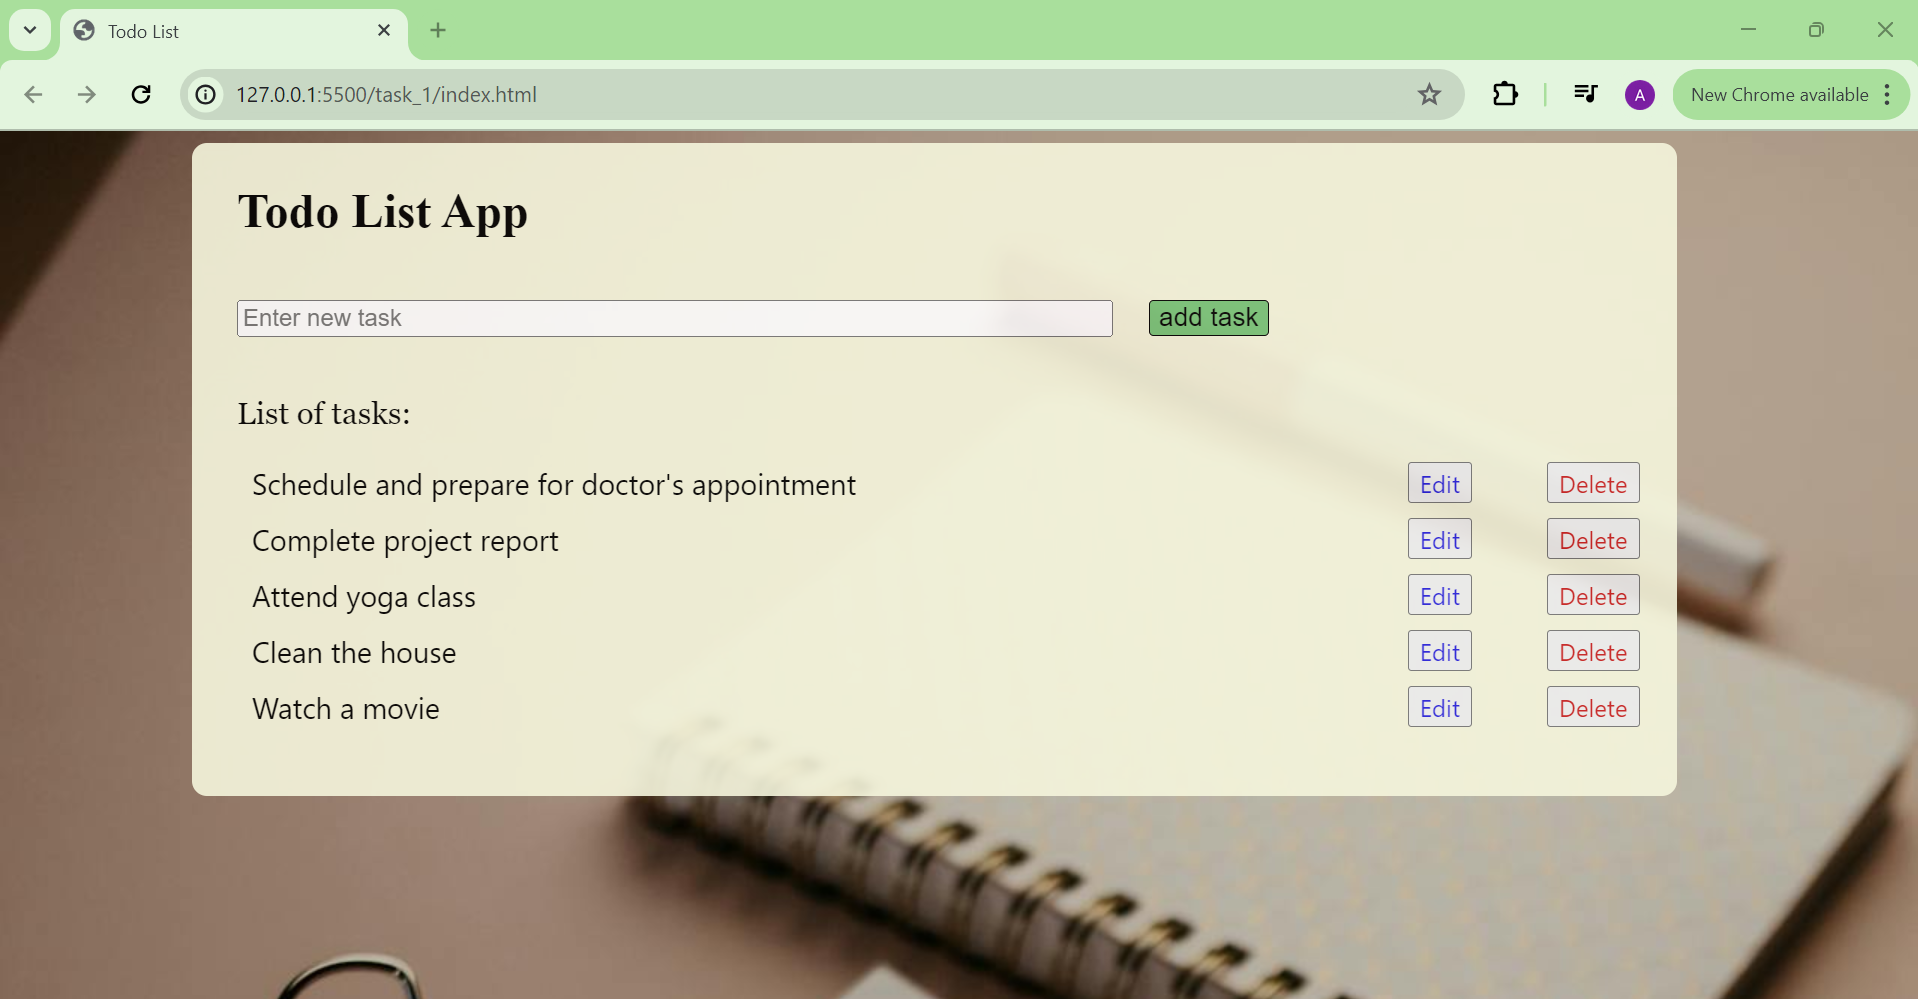 Todo List
127.0.0.1:5500/task_1/index.html
A
New Chrome available
Todo List App
Enter new task add task
List of tasks:
Schedule and prepare for doctor's appointment Edit Delete
Complete project report Edit Delete
Attend yoga class Edit Delete
Clean the house Edit Delete
Watch a movie Edit Delete